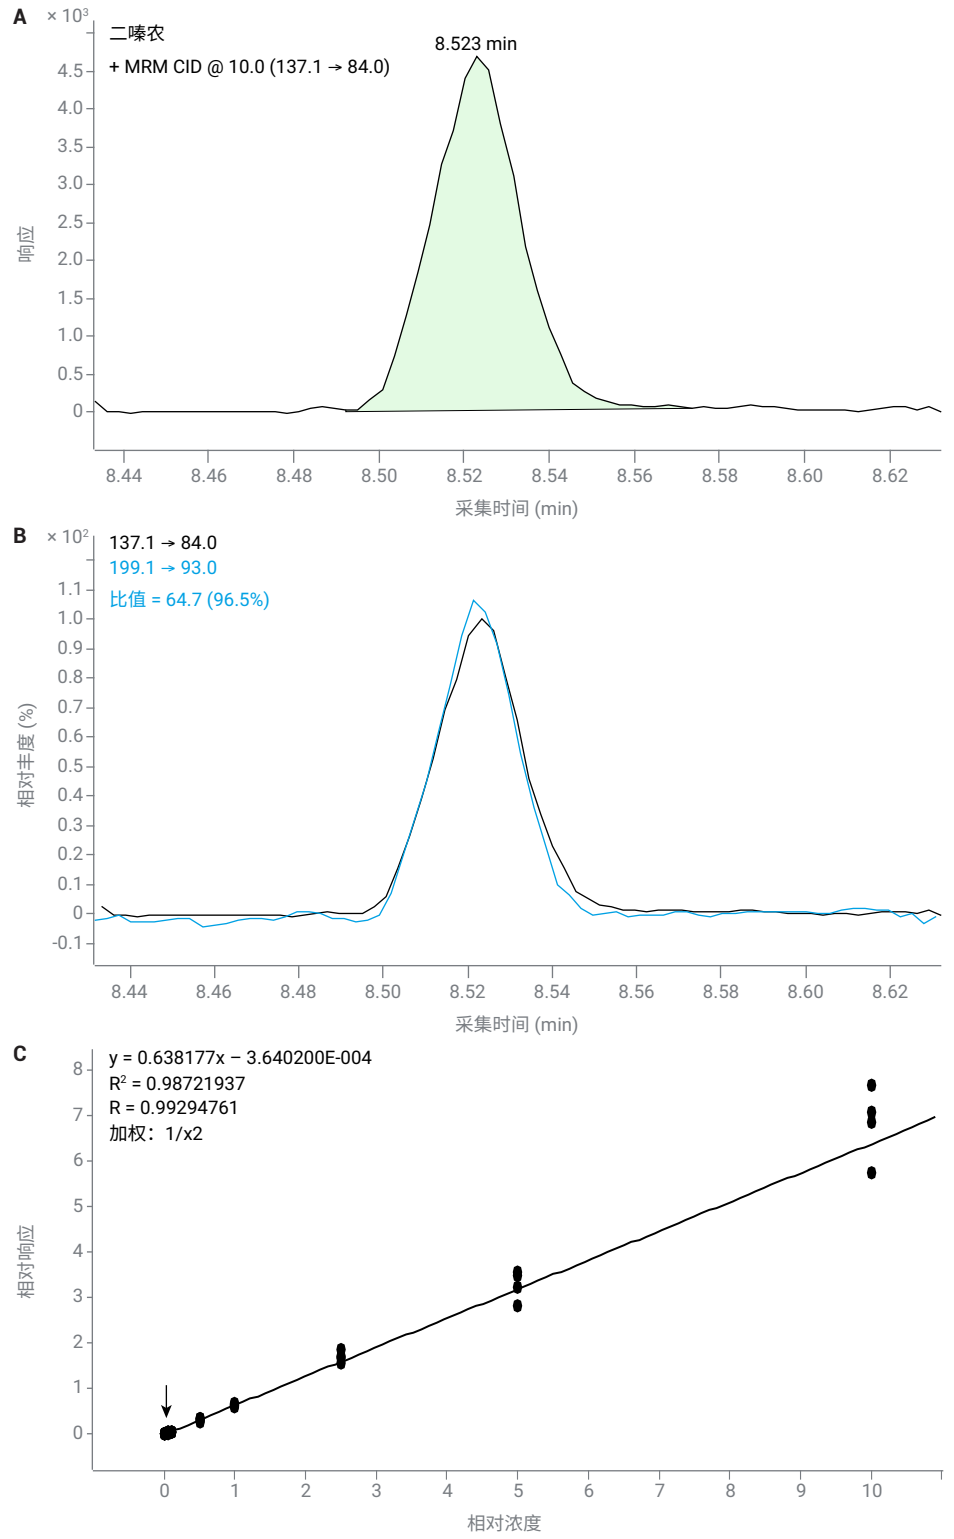 A
× 10³
二嗪农
8.523 min
+ MRM CID @ 10.0 (137.1 → 84.0)
4.5
4.0
3.5
3.0
2.5
2.0
1.5
1.0
0.5
0
响应
8.44 8.46 8.48 8.50 8.52 8.54 8.56 8.58 8.60 8.62
采集时间 (min)
B
× 10²
137.1 → 84.0
199.1 → 93.0
比值 = 64.7 (96.5%)
1.1
1.0
0.9
0.8
0.7
0.6
0.5
0.4
0.3
0.2
0.1
0
-0.1
相对丰度 (%)
8.44 8.46 8.48 8.50 8.52 8.54 8.56 8.58 8.60 8.62
采集时间 (min)
C
y = 0.638177x – 3.640200E-004
R² = 0.98721937
R = 0.99294761
加权：1/x2
8
7
6
5
4
3
2
1
0
相对响应
0 1 2 3 4 5 6 7 8 9 10
相对浓度